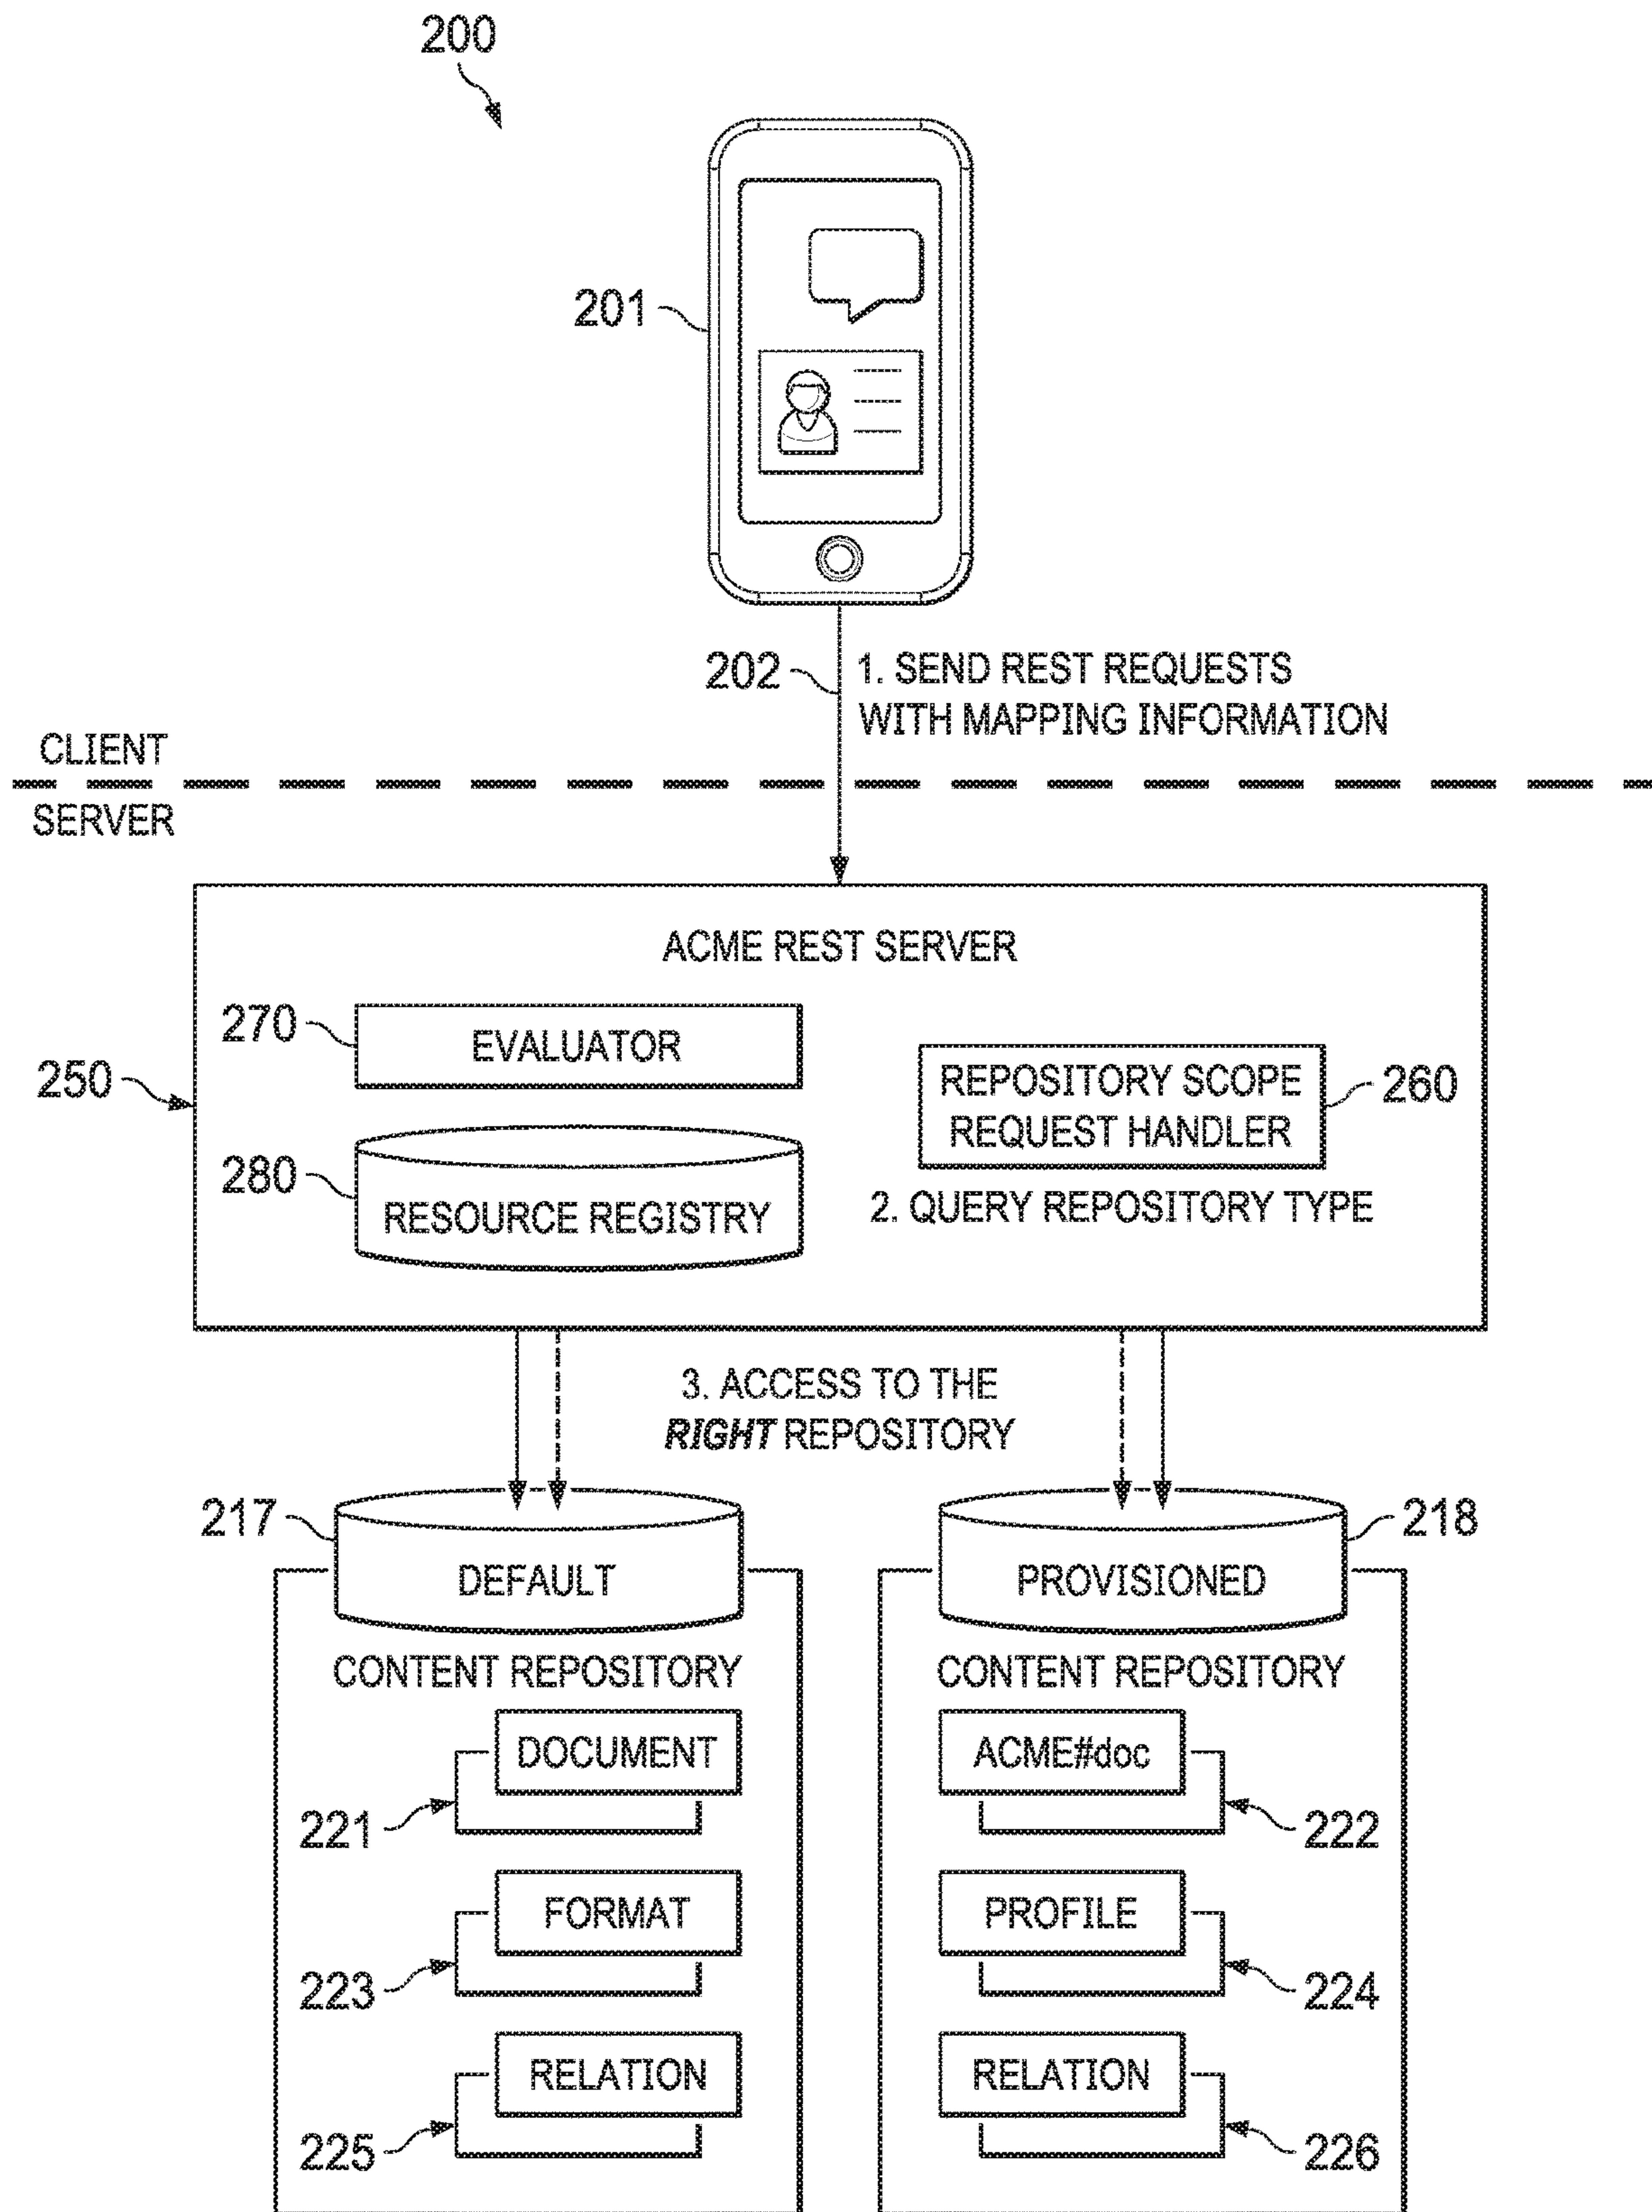 200
201
202
1. SEND REST REQUESTS
WITH MAPPING INFORMATION
CLIENT
SERVER
ACME REST SERVER
270
EVALUATOR
250
REPOSITORY SCOPE
REQUEST HANDLER
260
280
RESOURCE REGISTRY
2. QUERY REPOSITORY TYPE
3. ACCESS TO THE
RIGHT REPOSITORY
217
DEFAULT
PROVISIONED
218
CONTENT REPOSITORY
CONTENT REPOSITORY
DOCUMENT
ACME#doc
221
222
FORMAT
PROFILE
223
224
RELATION
RELATION
225
226